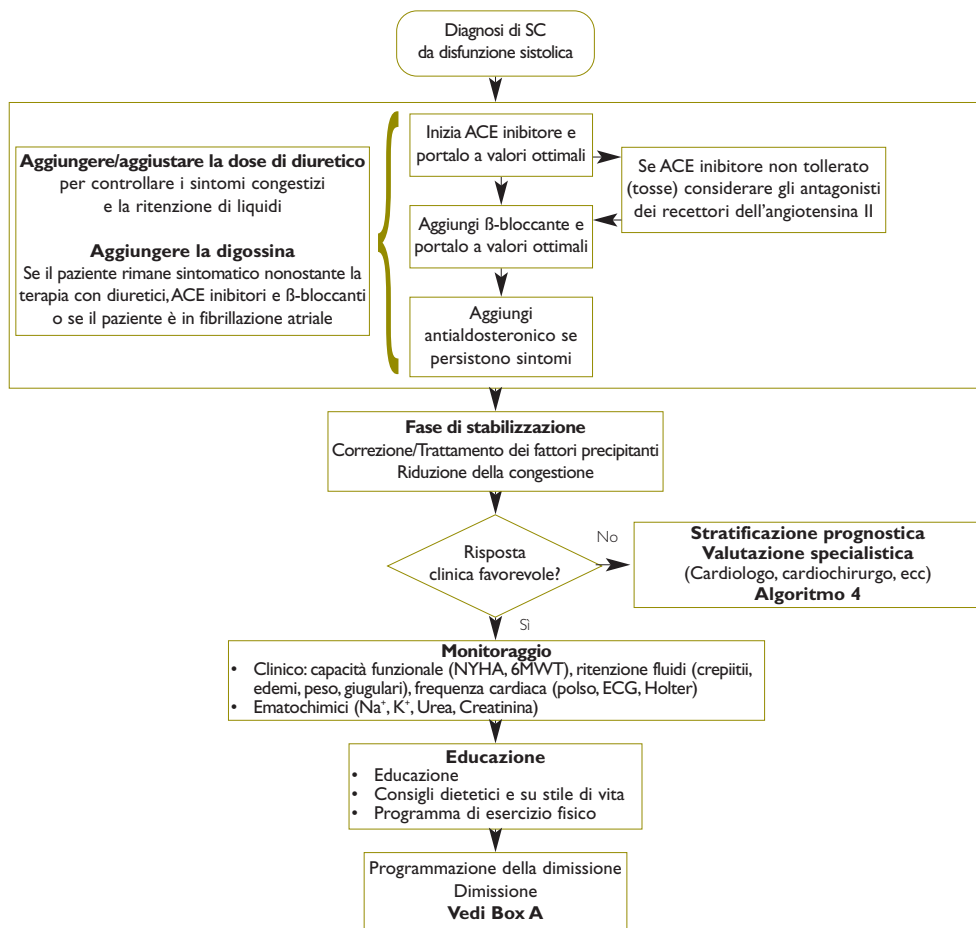 Diagnosi di SC
da disfunzione sistolica
Aggiungere/aggiustare la dose di diuretico
per controllare i sintomi congestizi
e la ritenzione di liquidi
Aggiungere la digossina
Se il paziente rimane sintomatico nonostante la
terapia con diuretici, ACE inibitori e ß-bloccanti
o se il paziente è in fibrillazione atriale
Inizia ACE inibitore e
portalo a valori ottimali
Se ACE inibitore non tollerato
(tosse) considerare gli antagonisti
dei recettori dell'angiotensina II
Aggiungi ß-bloccante e
portalo a valori ottimali
Aggiungi
antialdosteronico se
persistono sintomi
Fase di stabilizzazione
Correzione/Trattamento dei fattori precipitanti
Riduzione della congestione
Risposta
clinica favorevole?
No
Stratificazione prognostica
Valutazione specialistica
(Cardiologo, cardiochirurgo, ecc)
Algoritmo 4
Sì
Monitoraggio
• Clinico: capacità funzionale (NYHA, 6MWT), ritenzione fluidi (crepiitii,
edemi, peso, giugulari), frequenza cardiaca (polso, ECG, Holter)
• Ematochimici (Na⁺, K⁺, Urea, Creatinina)
Educazione
• Educazione
• Consigli dietetici e su stile di vita
• Programma di esercizio fisico
Programmazione della dimissione
Dimissione
Vedi Box A